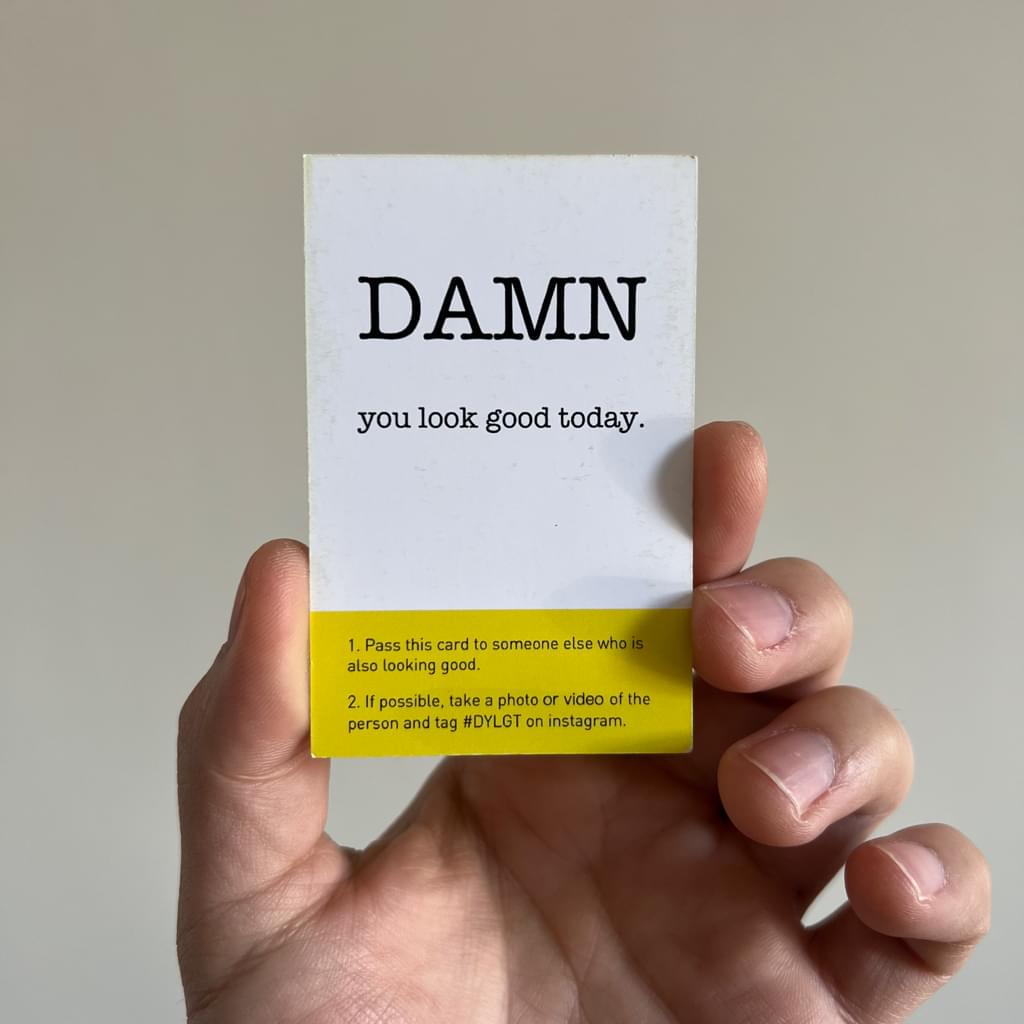 DAMN
you look good today.
1. Pass this card to someone else who is
also looking good.
2. If possible, take a photo or video of the
person and tag #DYLGT on instagram.